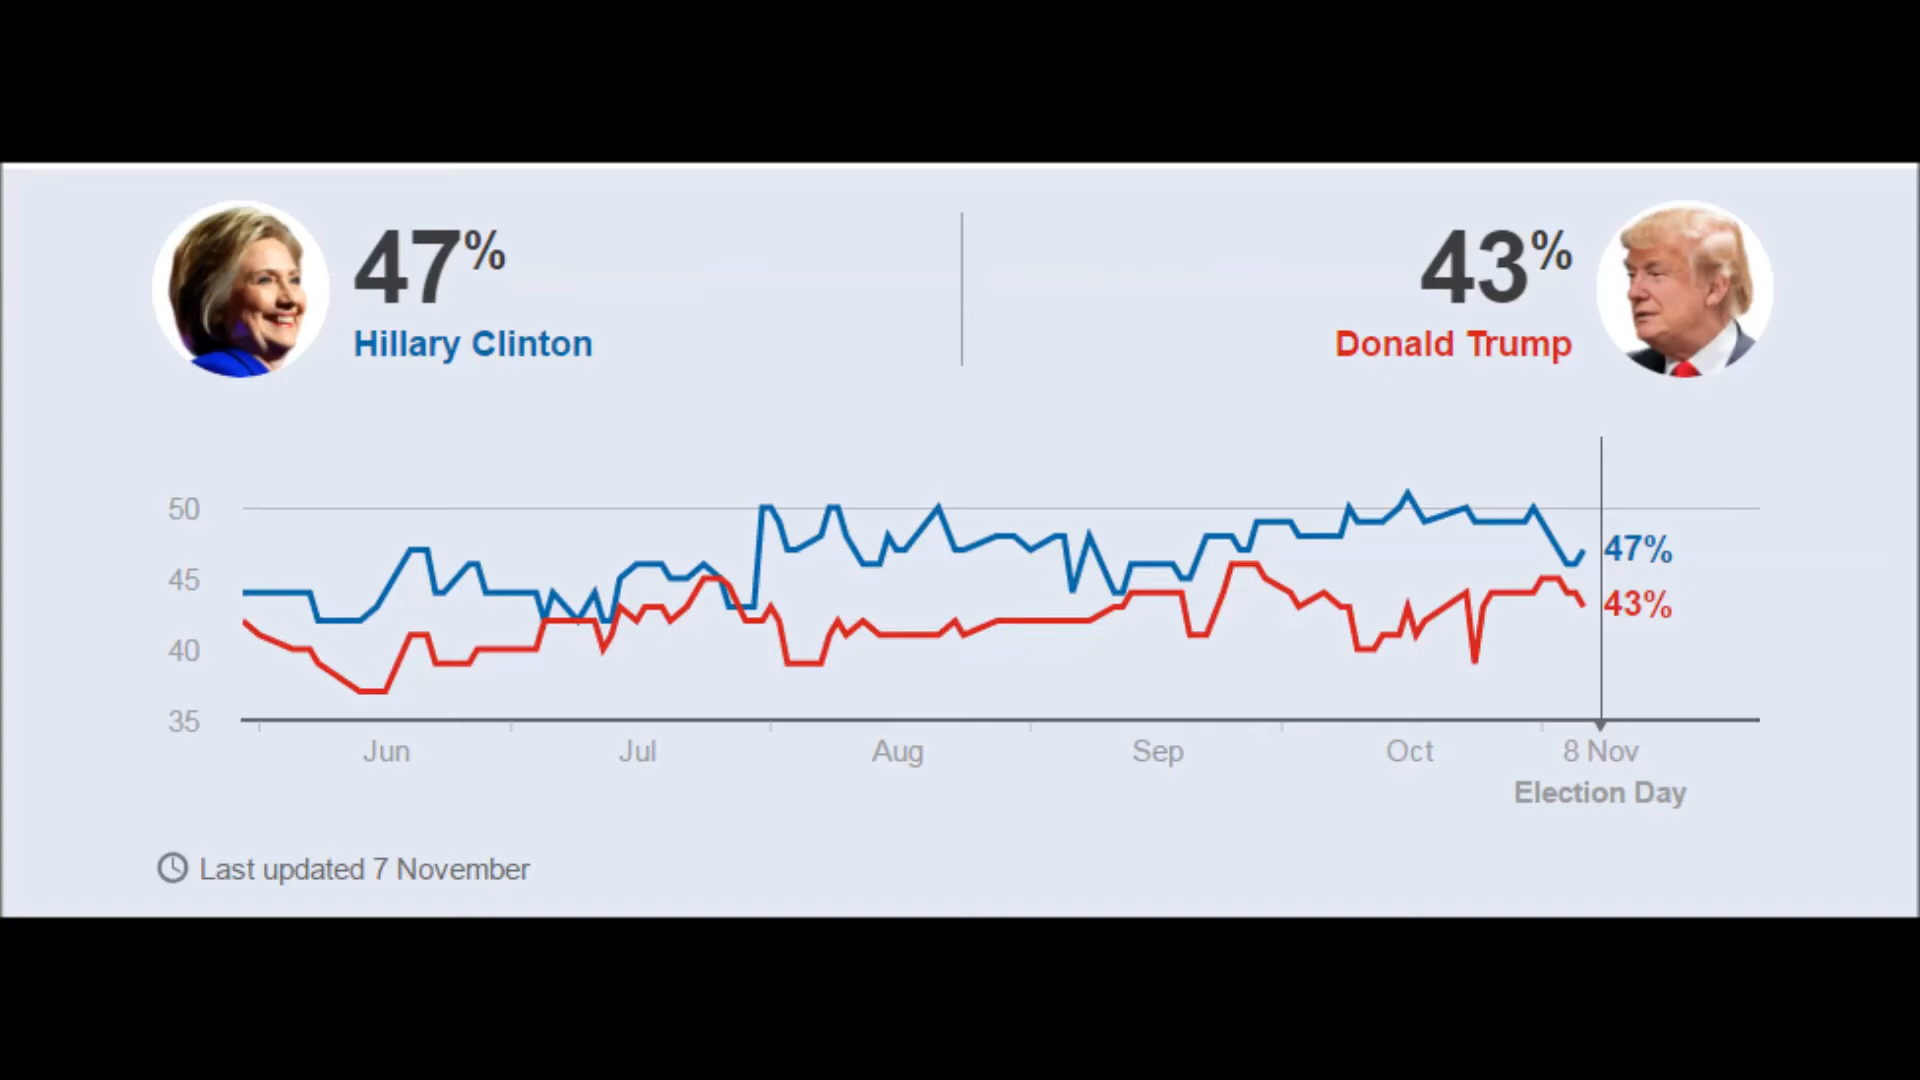 47%
Hillary Clinton
43%
Donald Trump
50
45
40
35
47%
43%
Jun Jul Aug Sep Oct 8 Nov
Election Day
Last updated 7 November